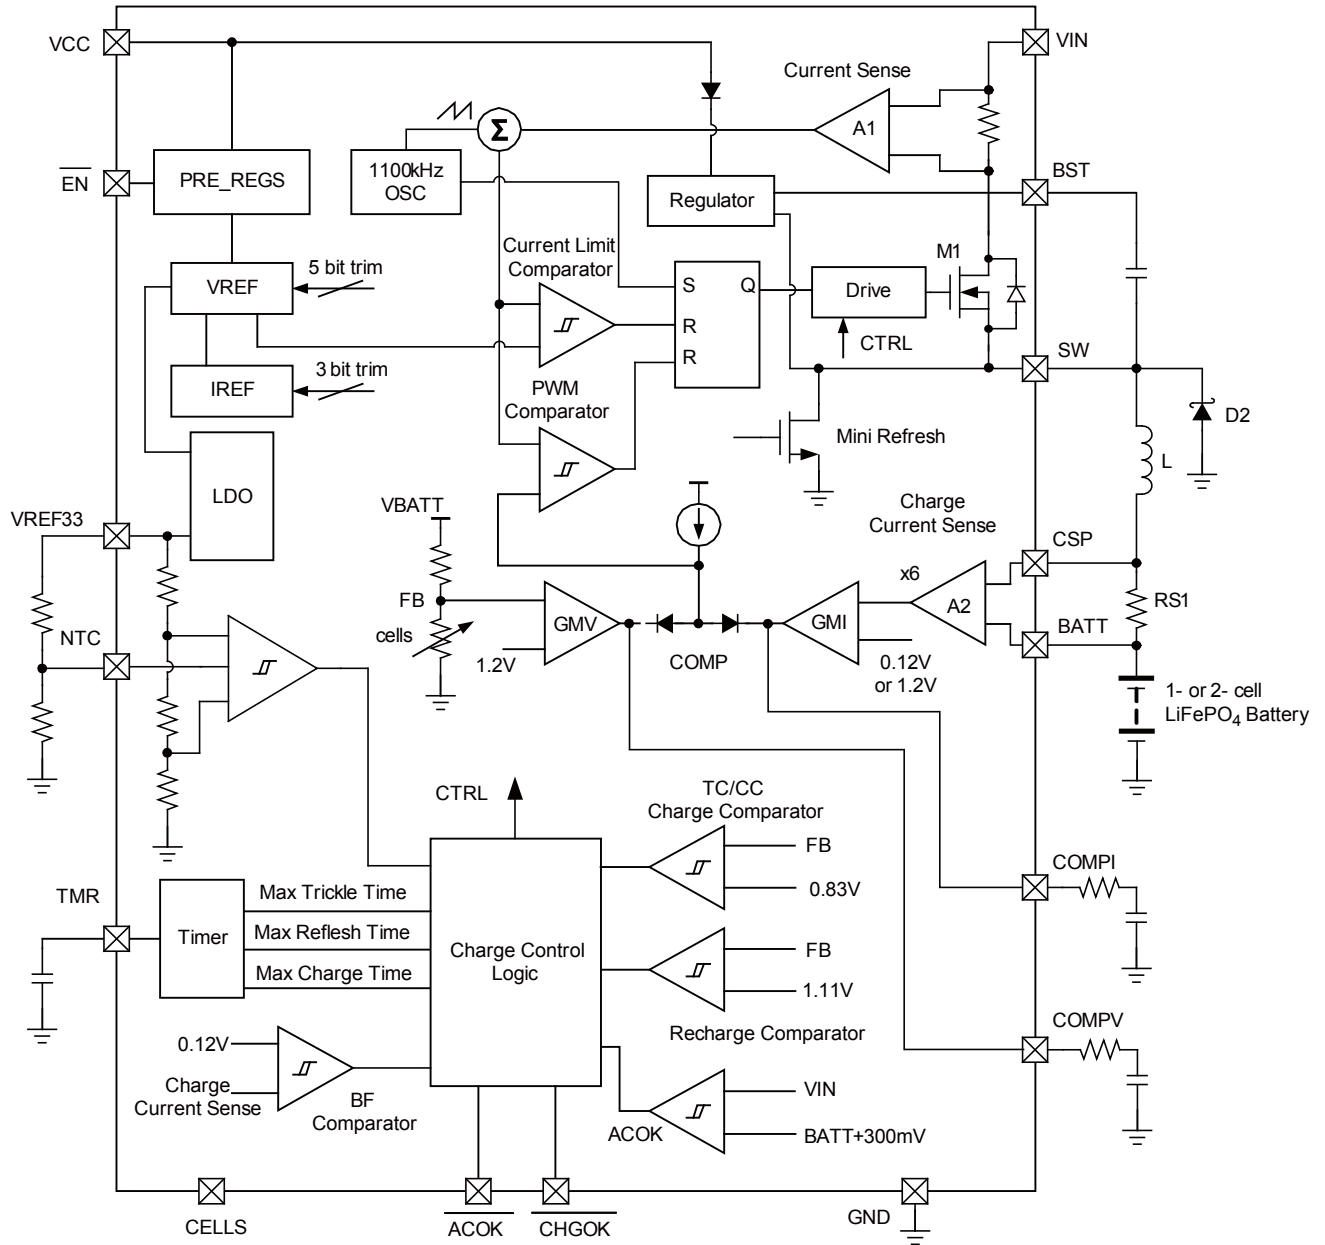 VCC
VIN
Current Sense
A1
Σ
EN
PRE_REGS
1100kHz
OSC
BST
Regulator
Current Limit
Comparator
M1
5 bit trim
VREF
S
Q
Drive
R
R
CTRL
SW
3 bit trim
IREF
PWM
Comparator
D2
Mini Refresh
L
LDO
VBATT
Charge
Current Sense
VREF33
CSP
x6
FB
A2
RS1
GMV
GMI
NTC
cells
BATT
1.2V
COMP
0.12V
or 1.2V
1- or 2- cell
LiFePO4 Battery
CTRL
TC/CC
Charge Comparator
FB
COMPI
0.83V
TMR
Max Trickle Time
Timer
Max Reflesh Time
Charge Control
Logic
FB
Max Charge Time
1.11V
COMPV
Recharge Comparator
0.12V
Charge
Current Sense
BF
Comparator
VIN
ACOK
BATT+300mV
CELLS
ACOK
CHGOK
GND